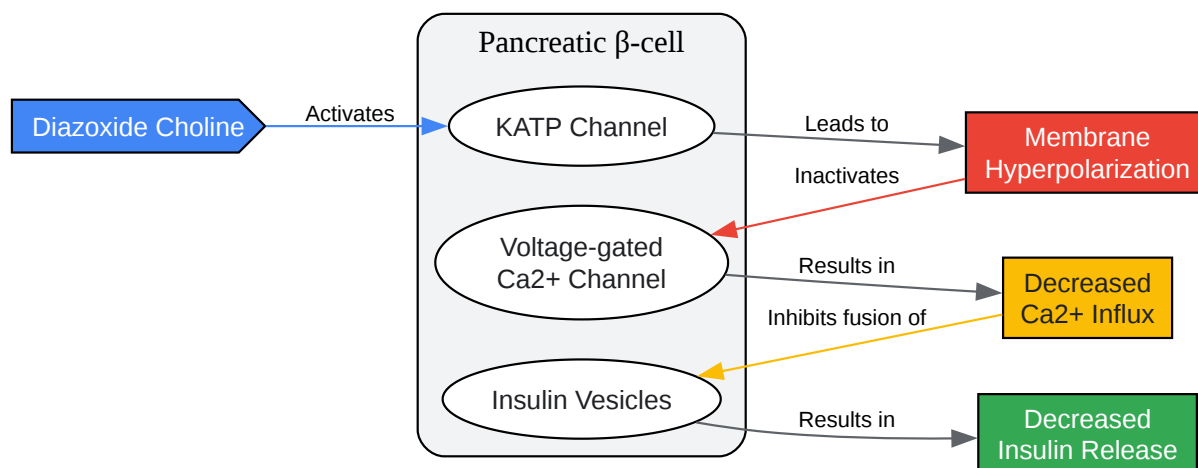 Pancreatic β-cell
Diazoxide Choline
Activates
KATP Channel
Leads to
Membrane
Hyperpolarization
Inactivates
Voltage-gated
Ca2+ Channel
Results in
Decreased
Ca2+ Influx
Inhibits fusion of
Insulin Vesicles
Results in
Decreased
Insulin Release